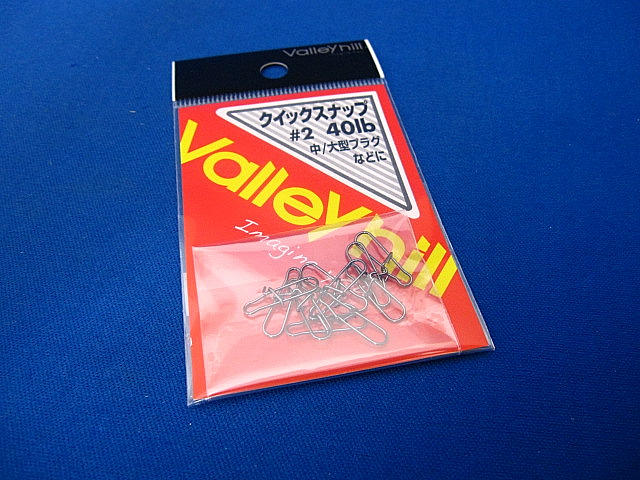 Valleyhill
クイックスナップ
#2 40lb
中/大型プラグ
などに
Valleyhill